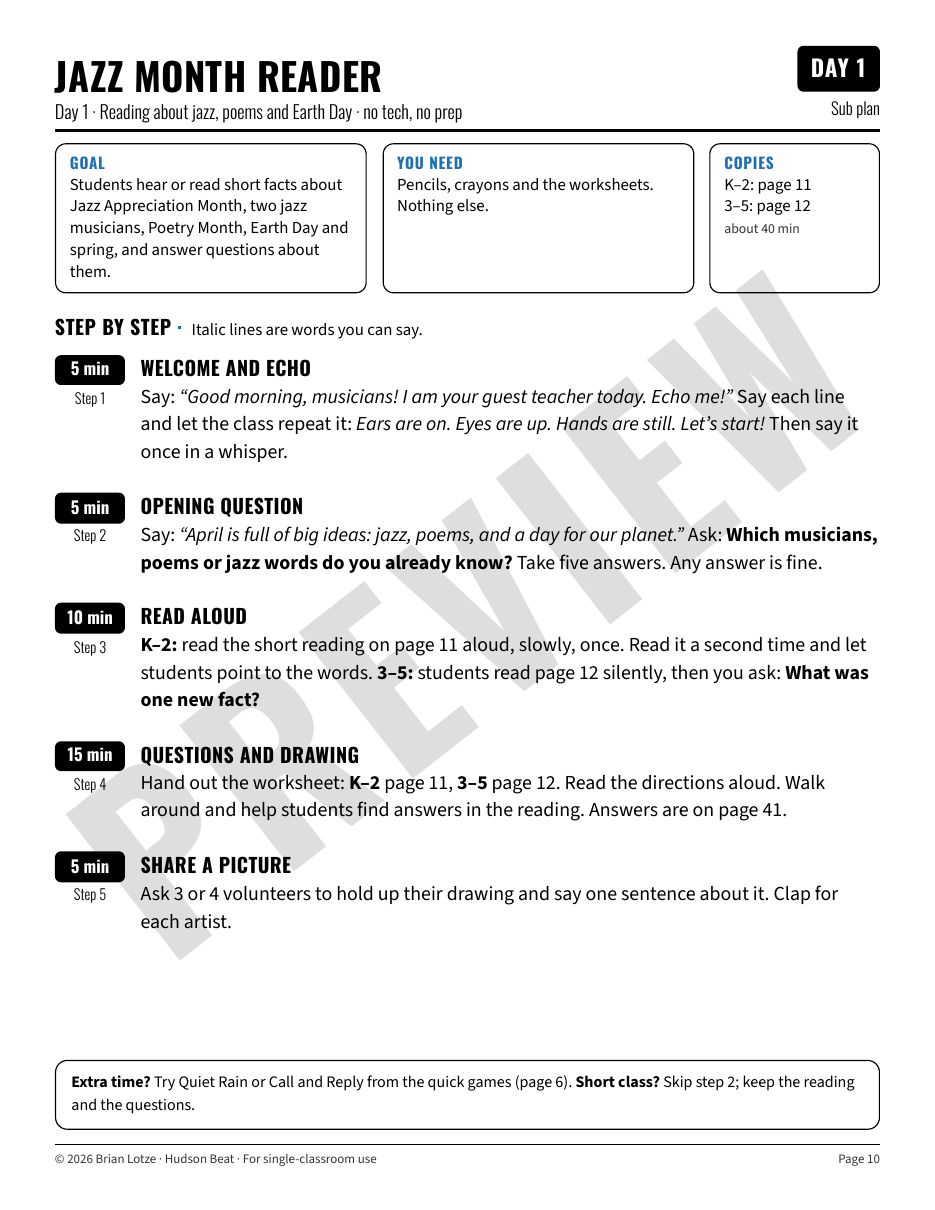 JAZZ MONTH READER
DAY 1
Day 1 · Reading about jazz, poems and Earth Day · no tech, no prep
Sub plan
GOAL
Students hear or read short facts about
Jazz Appreciation Month, two jazz
musicians, Poetry Month, Earth Day and
spring, and answer questions about
them.
YOU NEED
Pencils, crayons and the worksheets.
Nothing else.
COPIES
K–2: page 11
3–5: page 12
about 40 min
STEP BY STEP · Italic lines are words you can say.
5 min
Step 1
WELCOME AND ECHO
Say: “Good morning, musicians! I am your guest teacher today. Echo me!” Say each line
and let the class repeat it: Ears are on. Eyes are up. Hands are still. Let’s start! Then say it
once in a whisper.
5 min
Step 2
OPENING QUESTION
Say: “April is full of big ideas: jazz, poems, and a day for our planet.” Ask: Which musicians,
poems or jazz words do you already know? Take five answers. Any answer is fine.
10 min
Step 3
READ ALOUD
K–2: read the short reading on page 11 aloud, slowly, once. Read it a second time and let
students point to the words. 3–5: students read page 12 silently, then you ask: What was
one new fact?
15 min
Step 4
QUESTIONS AND DRAWING
Hand out the worksheet: K–2 page 11, 3–5 page 12. Read the directions aloud. Walk
around and help students find answers in the reading. Answers are on page 41.
5 min
Step 5
SHARE A PICTURE
Ask 3 or 4 volunteers to hold up their drawing and say one sentence about it. Clap for
each artist.
PREVIEW
Extra time? Try Quiet Rain or Call and Reply from the quick games (page 6). Short class? Skip step 2; keep the reading
and the questions.
© 2026 Brian Lotze · Hudson Beat · For single-classroom use
Page 10